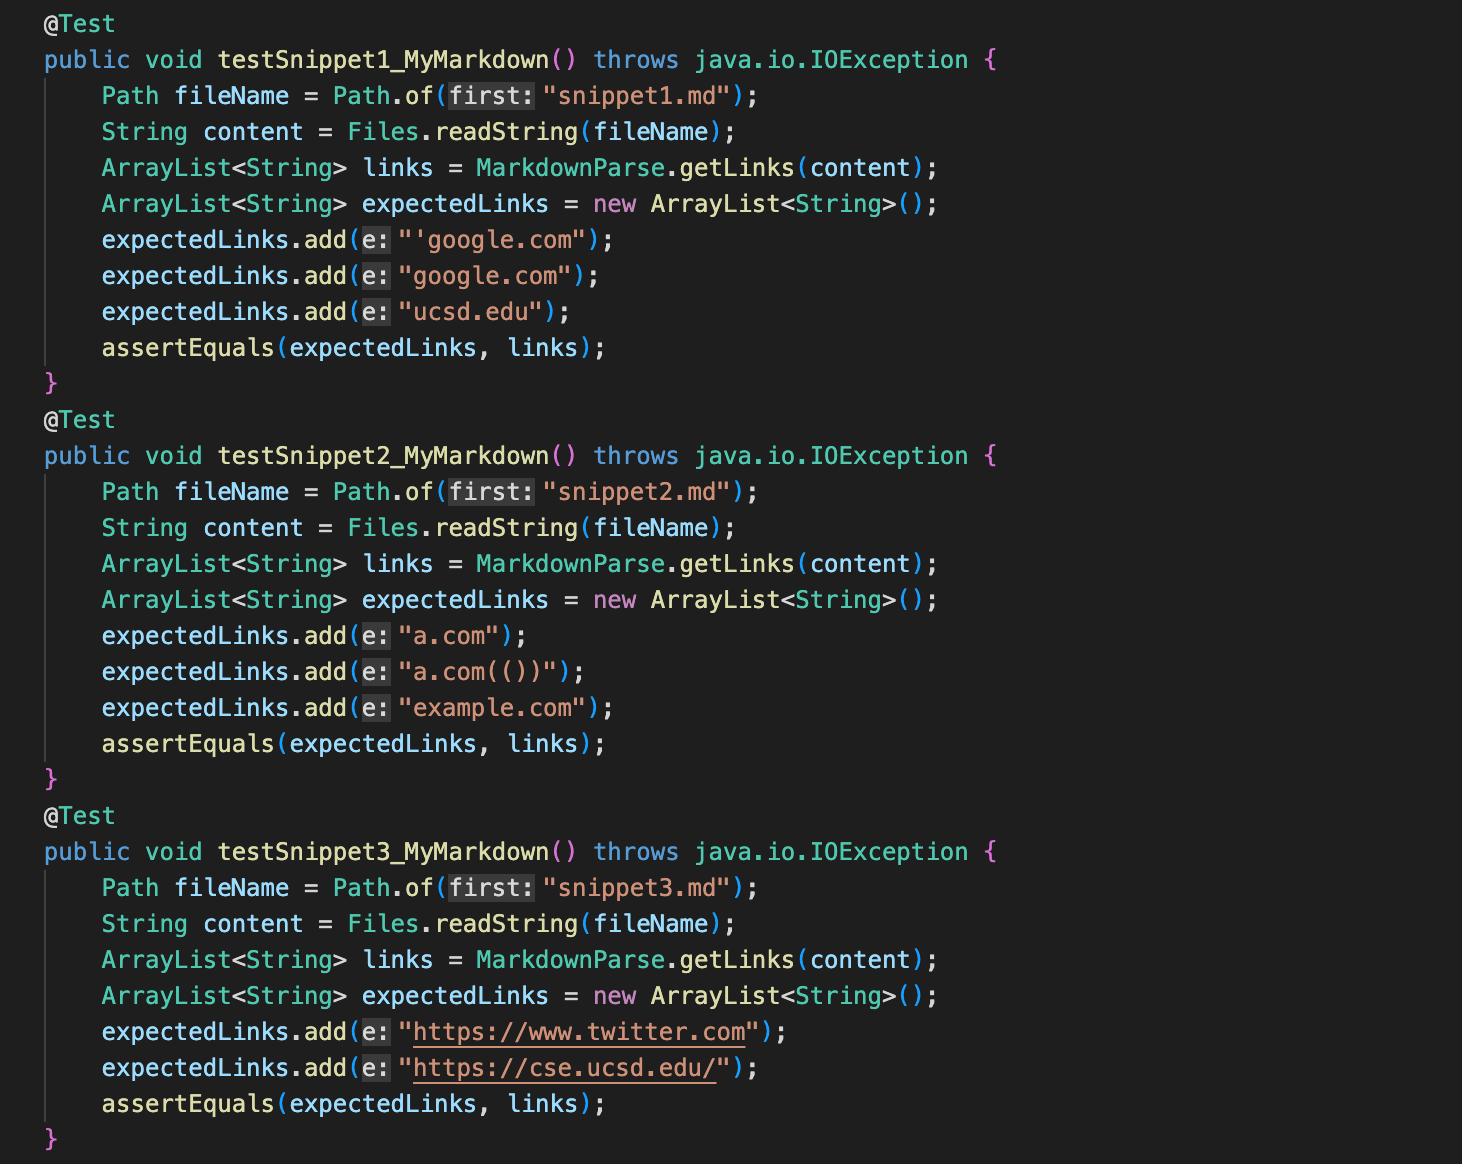 @Test
public void testSnippet1_MyMarkdown() throws java.io.IOException {
Path fileName = Path.of(first: "snippet1.md");
String content = Files.readString(fileName);
ArrayList<String> links = MarkdownParse.getLinks(content);
ArrayList<String> expectedLinks = new ArrayList<String>();
expectedLinks.add(e: "'google.com");
expectedLinks.add(e: "google.com");
expectedLinks.add(e: "ucsd.edu");
assertEquals(expectedLinks, links);
}
@Test
public void testSnippet2_MyMarkdown() throws java.io.IOException {
Path fileName = Path.of(first: "snippet2.md");
String content = Files.readString(fileName);
ArrayList<String> links = MarkdownParse.getLinks(content);
ArrayList<String> expectedLinks = new ArrayList<String>();
expectedLinks.add(e: "a.com");
expectedLinks.add(e: "a.com(())");
expectedLinks.add(e: "example.com");
assertEquals(expectedLinks, links);
}
@Test
public void testSnippet3_MyMarkdown() throws java.io.IOException {
Path fileName = Path.of(first: "snippet3.md");
String content = Files.readString(fileName);
ArrayList<String> links = MarkdownParse.getLinks(content);
ArrayList<String> expectedLinks = new ArrayList<String>();
expectedLinks.add(e: "https://www.twitter.com");
expectedLinks.add(e: "https://cse.ucsd.edu/");
assertEquals(expectedLinks, links);
}